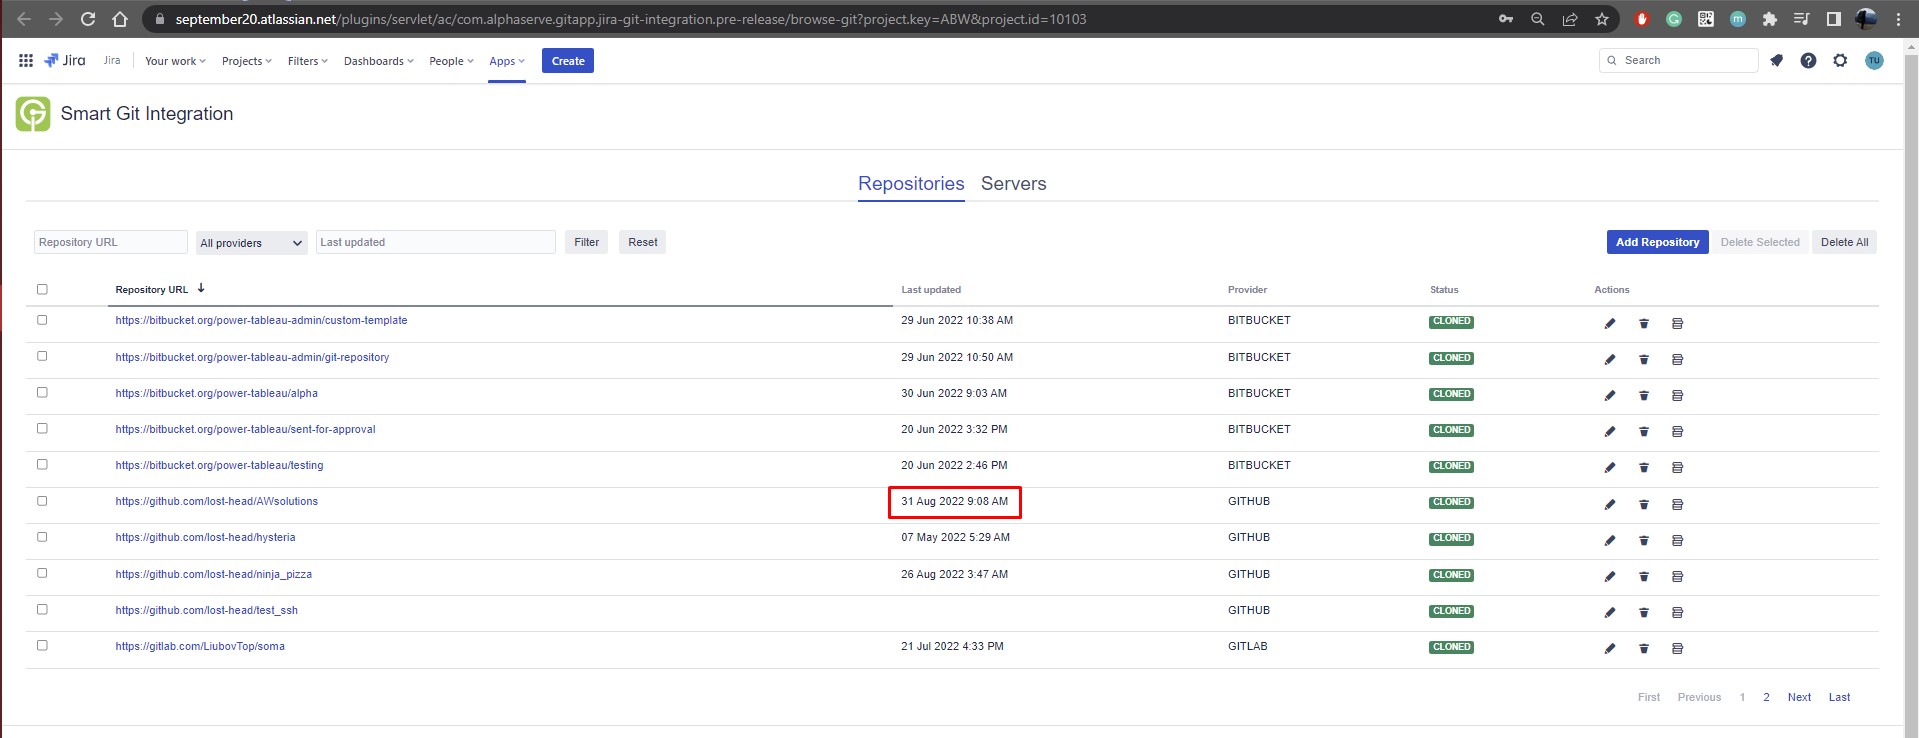 september20.atlassian.net/plugins/servlet/ac/com.alphaserve.gitapp.jira-git-integration.pre-release/browse-git?project.key=ABW&project.id=10103
Jira Jira Your work Projects Filters Dashboards People Apps Create Search TU
Smart Git Integration
Repositories Servers
Repository URL All providers Last updated Filter Reset Add Repository Delete Selected Delete All
Repository URL Last updated Provider Status Actions
https://bitbucket.org/power-tableau-admin/custom-template 29 Jun 2022 10:38 AM BITBUCKET CLONED
https://bitbucket.org/power-tableau-admin/git-repository 29 Jun 2022 10:50 AM BITBUCKET CLONED
https://bitbucket.org/power-tableau/alpha 30 Jun 2022 9:03 AM BITBUCKET CLONED
https://bitbucket.org/power-tableau/sent-for-approval 20 Jun 2022 3:32 PM BITBUCKET CLONED
https://bitbucket.org/power-tableau/testing 20 Jun 2022 2:46 PM BITBUCKET CLONED
https://github.com/lost-head/AWsolutions 31 Aug 2022 9:08 AM GITHUB CLONED
https://github.com/lost-head/hysteria 07 May 2022 5:29 AM GITHUB CLONED
https://github.com/lost-head/ninja_pizza 26 Aug 2022 3:47 AM GITHUB CLONED
https://github.com/lost-head/test_ssh GITHUB CLONED
https://gitlab.com/LiubovTop/soma 21 Jul 2022 4:33 PM GITLAB CLONED
First Previous 1 2 Next Last